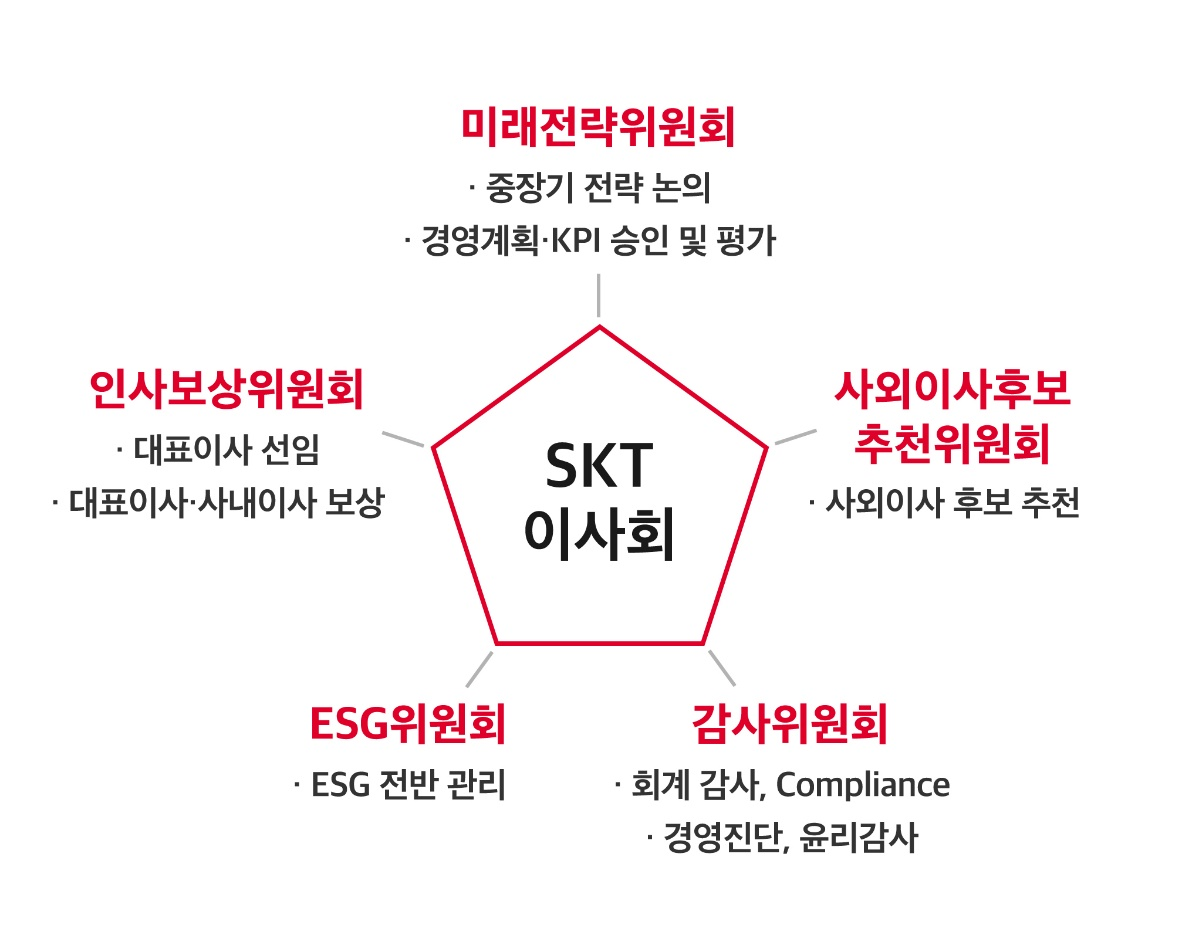 미래전략위원회
· 중장기 전략 논의
· 경영계획·KPI 승인 및 평가
인사보상위원회
· 대표이사 선임
· 대표이사·사내이사 보상
SKT
이사회
사외이사후보
추천위원회
· 사외이사 후보 추천
ESG위원회
· ESG 전반 관리
감사위원회
· 회계 감사, Compliance
· 경영진단, 윤리감사